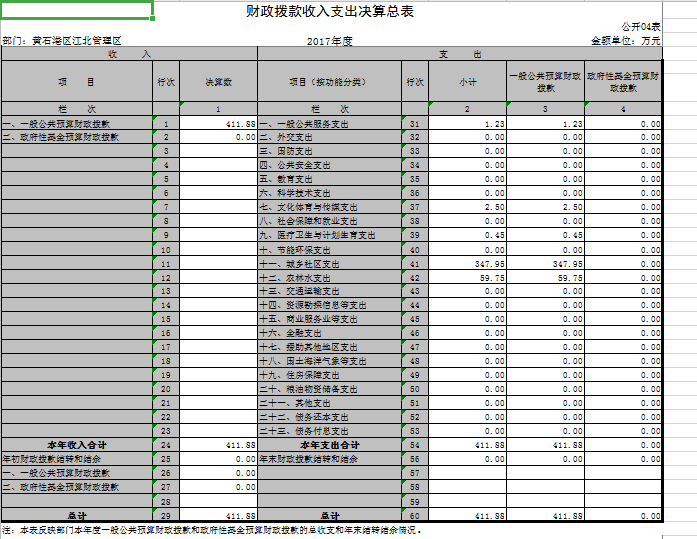 财政拨款收入支出决算总表
公开04表
部门：黄石港区江北管理区 2017年度 金额单位：万元
收 入 支 出
项 目 行次 决算数 项目（按功能分类） 行次 小计 一般公共预算财政拨款 政府性基金预算财政拨款
栏 次 1 栏 次 2 3 4
一、一般公共预算财政拨款 1 411.88 一、一般公共服务支出 31 1.23 1.23 0.00
二、政府性基金预算财政拨款 2 0.00 二、外交支出 32 0.00 0.00 0.00
3 三、国防支出 33 0.00 0.00 0.00
4 四、公共安全支出 34 0.00 0.00 0.00
5 五、教育支出 35 0.00 0.00 0.00
6 六、科学技术支出 36 0.00 0.00 0.00
7 七、文化体育与传媒支出 37 2.50 2.50 0.00
8 八、社会保障和就业支出 38 0.00 0.00 0.00
9 九、医疗卫生与计划生育支出 39 0.45 0.45 0.00
10 十、节能环保支出 40 0.00 0.00 0.00
11 十一、城乡社区支出 41 347.95 347.95 0.00
12 十二、农林水支出 42 59.75 59.75 0.00
13 十三、交通运输支出 43 0.00 0.00 0.00
14 十四、资源勘探信息等支出 44 0.00 0.00 0.00
15 十五、商业服务业等支出 45 0.00 0.00 0.00
16 十六、金融支出 46 0.00 0.00 0.00
17 十七、援助其他地区支出 47 0.00 0.00 0.00
18 十八、国土海洋气象等支出 48 0.00 0.00 0.00
19 十九、住房保障支出 49 0.00 0.00 0.00
20 二十、粮油物资储备支出 50 0.00 0.00 0.00
21 二十一、其他支出 51 0.00 0.00 0.00
22 二十二、债务还本支出 52 0.00 0.00 0.00
23 二十三、债务付息支出 53 0.00 0.00 0.00
本年收入合计 24 411.88 本年支出合计 54 411.88 411.88 0.00
年初财政拨款结转和结余 25 0.00 年末财政拨款结转和结余 56 0.00 0.00 0.00
一、一般公共预算财政拨款 26 0.00 57
二、政府性基金预算财政拨款 27 0.00 58
28 59
总计 29 411.88 总计 60 411.88 411.88 0.00
注：本表反映部门本年度一般公共预算财政拨款和政府性基金预算财政拨款的总收支和年末结转结余情况。